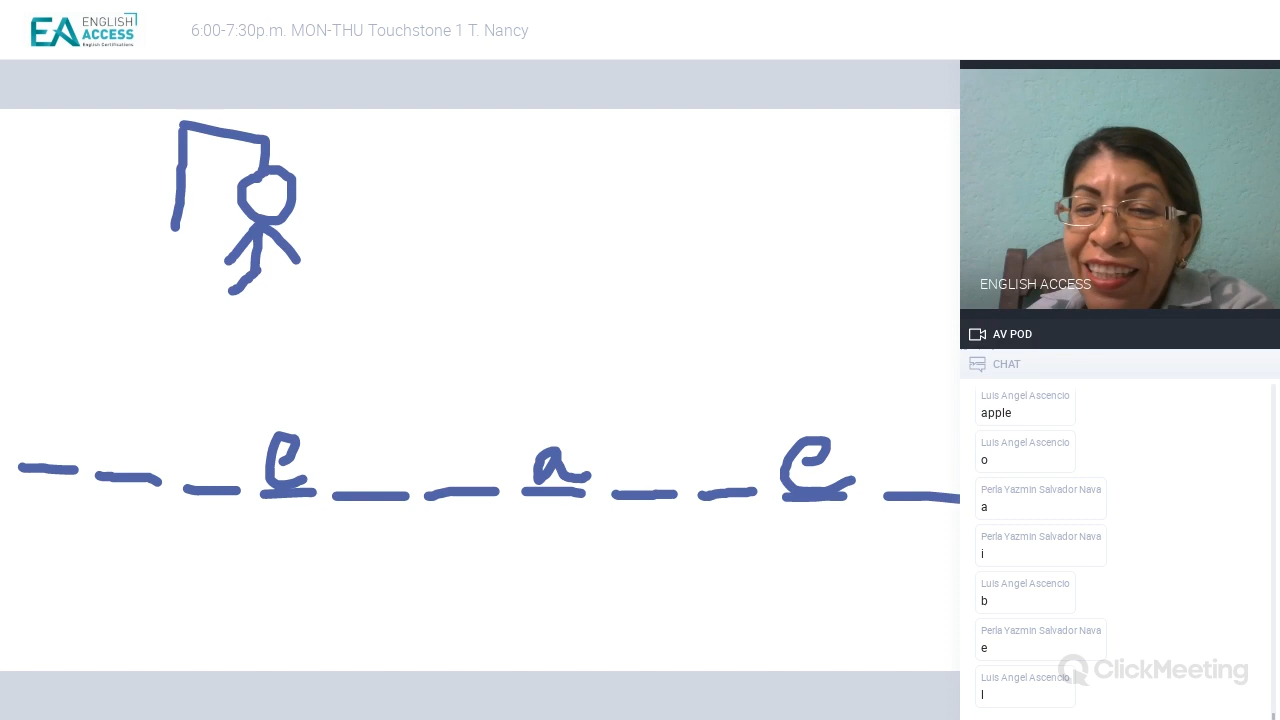 EA ENGLISH
ACCESS
English Certifications
6:00-7:30p.m. MON-THU Touchstone 1 T. Nancy
ENGLISH ACCESS
AV POD
CHAT
Luis Angel Ascencio
apple
Luis Angel Ascencio
o
Perla Yazmin Salvador Nava
a
Perla Yazmin Salvador Nava
i
Luis Angel Ascencio
b
Perla Yazmin Salvador Nava
e
Luis Angel Ascencio
l
ClickMeeting
_ _ _ e _ _ a _ _ e _